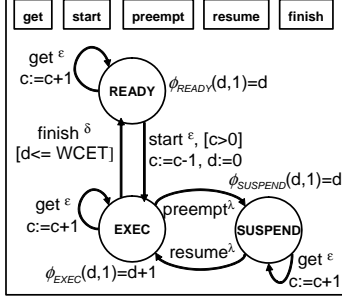 get start preempt resume finish
get ε
c:=c+1
READY
ϕREADY(d,1)=d
finish δ
[d<= WCET]
start ε, [c>0]
c:=c-1, d:=0
ϕSUSPEND(d,1)=d
get ε
c:=c+1
EXEC
preemptλ
SUSPEND
resumeλ
ϕEXEC(d,1)=d+1
get ε
c:=c+1